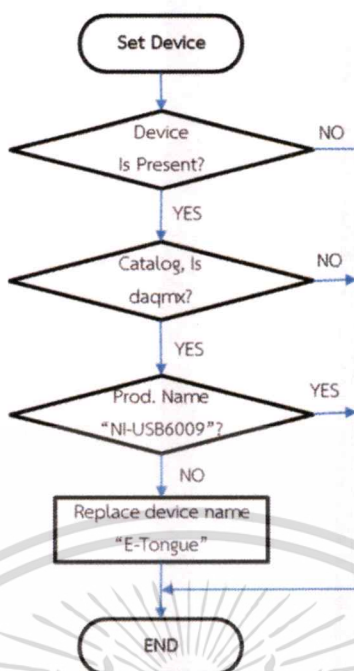 Set Device
Device
Is Present?
NO
YES
Catalog, Is
daqmx?
NO
YES
Prod. Name
"NI-USB6009"?
YES
NO
Replace device name
"E-Tongue"
END